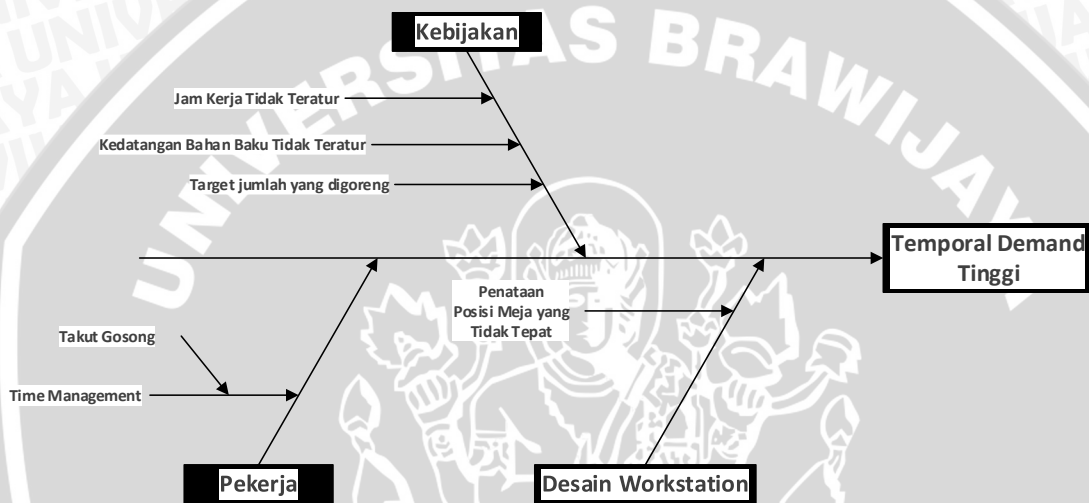 Kebijakan
UNIVERSITAS BRAWIJAYA
Jam Kerja Tidak Teratur
Kedatangan Bahan Baku Tidak Teratur
Target jumlah yang digoreng
Temporal Demand
Tinggi
Penataan
Posisi Meja yang
Tidak Tepat
Takut Gosong
Time Management
Pekerja
Desain Workstation